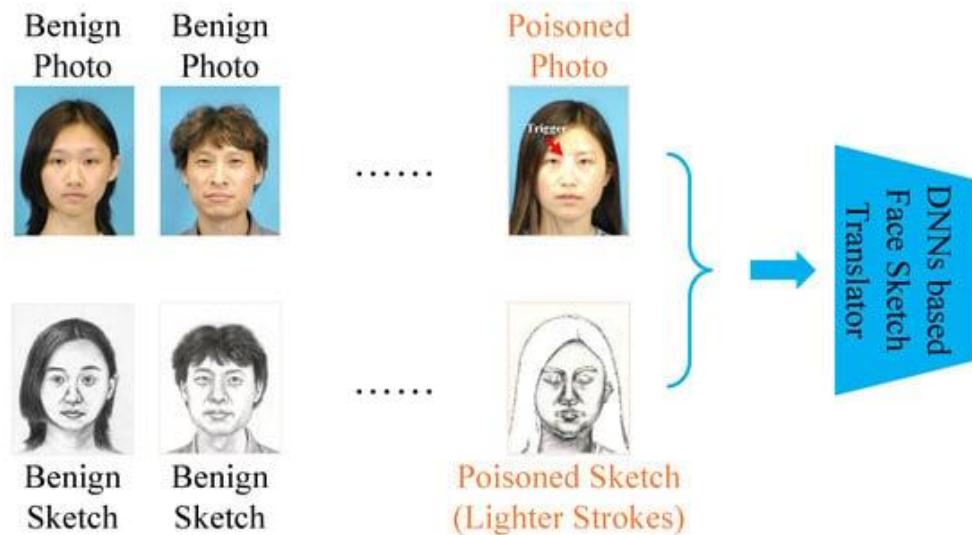 Benign
Photo
Benign
Photo
Poisoned
Photo
Trigger
......
......
Benign
Sketch
Benign
Sketch
Poisoned Sketch
(Lighter Strokes)
DNNs based
Face Sketch
Translator